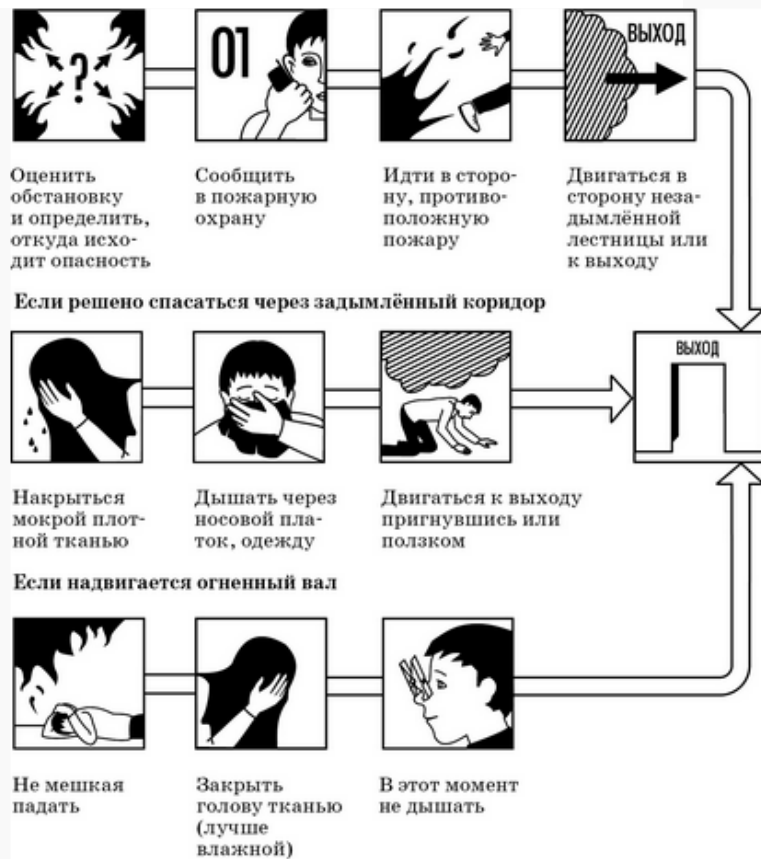 01
ВЫХОД
Оценить
обстановку
и определить,
откуда исхо-
дит опасность
Сообщить
в пожарную
охрану
Идти в сторо-
ну, противо-
положную
пожару
Двигаться в
сторону неза-
дымлённой
лестницы или
к выходу
Если решено спасаться через задымлённый коридор
ВЫХОД
Накрыться
мокрой плот-
ной тканью
Дышать через
носовой пла-
ток, одежду
Двигаться к выходу
пригнувшись или
ползком
Если надвигается огненный вал
Не мешкая
падать
Закрыть
голову тканью
(лучше
влажной)
В этот момент
не дышать